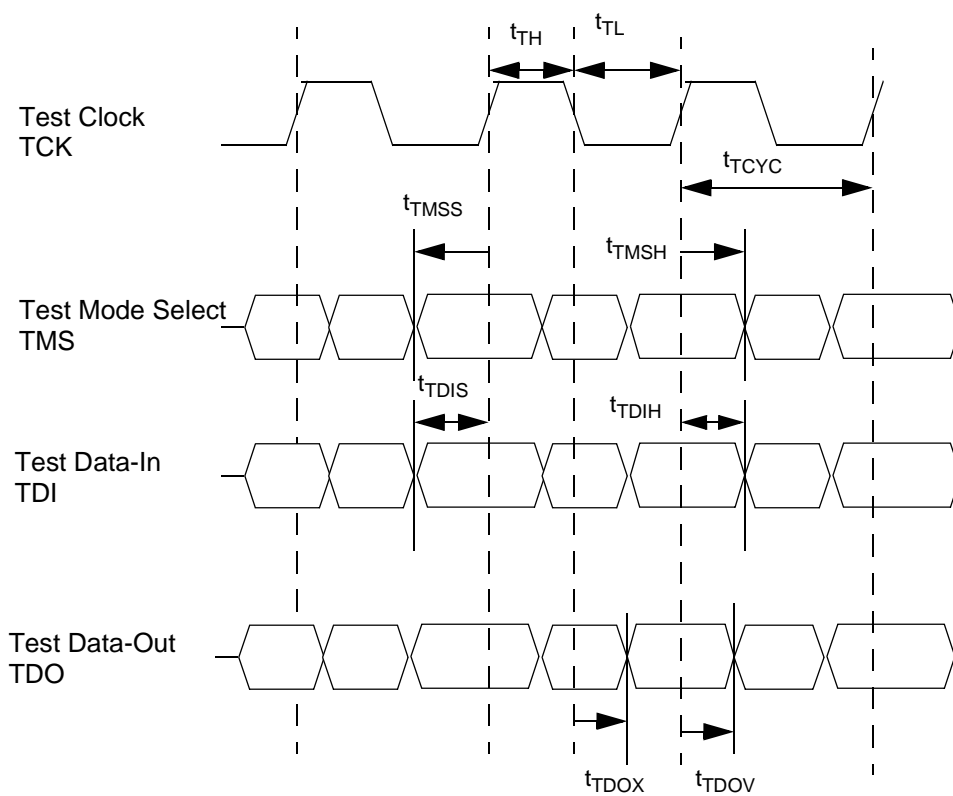 tTH
tTL
Test Clock
TCK
tTCYC
tTMSS
tTMSH
Test Mode Select
TMS
tTDIS
tTDIH
Test Data-In
TDI
Test Data-Out
TDO
tTDOX
tTDOV